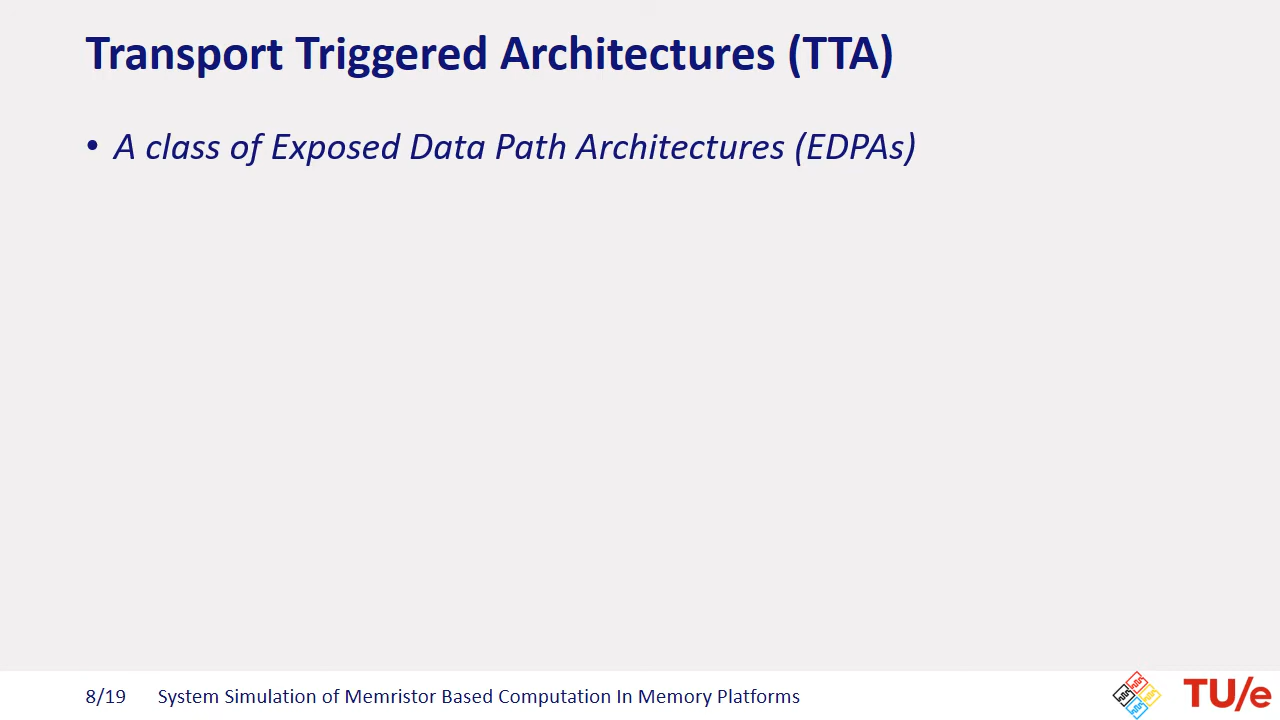 Transport Triggered Architectures (TTA)
• A class of Exposed Data Path Architectures (EDPAs)
8/19 System Simulation of Memristor Based Computation In Memory Platforms
TU/e